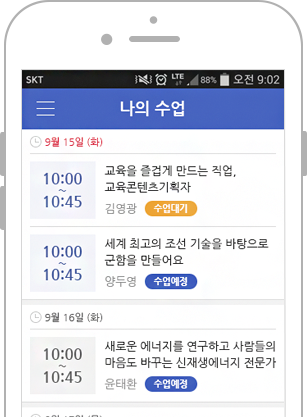 SKT LTE 88% 오전 9:02
나의 수업
9월 15일 (화)
10:00
~
10:45
교육을 즐겁게 만드는 직업,
교육콘텐츠기획자
김영광 수업대기
10:00
~
10:45
세계 최고의 조선 기술을 바탕으로
군함을 만들어요
양두영 수업예정
9월 16일 (화)
10:00
~
10:45
새로운 에너지를 연구하고 사람들의
마음도 바꾸는 신재생에너지 전문가
윤태환 수업예정